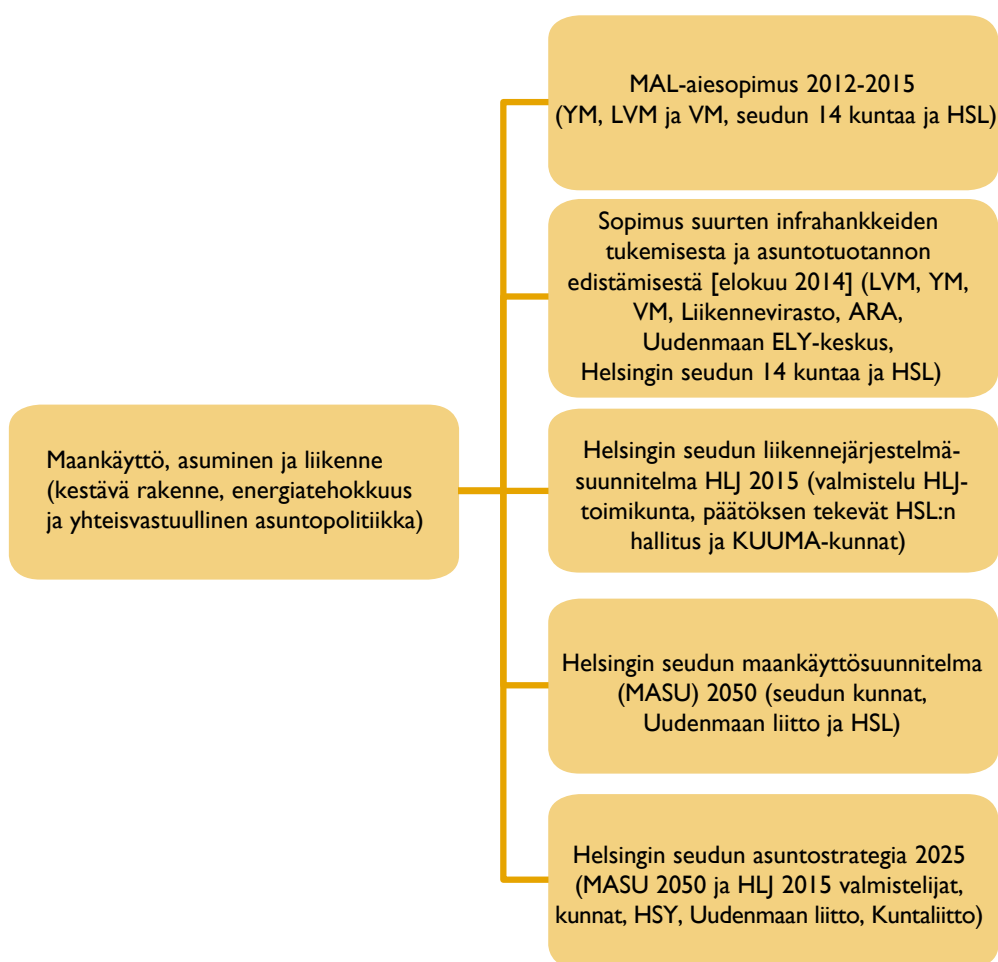 MAL-aiesopimus 2012-2015
(YM, LVM ja VM, seudun 14 kuntaa ja HSL)
Sopimus suurten infrahankkeiden
tukemisesta ja asuntotuotannon
edistämisestä [elokuu 2014] (LVM, YM,
VM, Liikennevirasto, ARA,
Uudenmaan ELY-keskus,
Helsingin seudun 14 kuntaa ja HSL)
Maankäyttö, asuminen ja liikenne
(kestävä rakenne, energiatehokkuus
ja yhteisvastuullinen asuntopolitiikka)
Helsingin seudun liikennejärjestelmä-
suunnitelma HLJ 2015 (valmistelu HLJ-
toimikunta, päätöksen tekevät HSL:n
hallitus ja KUUMA-kunnat)
Helsingin seudun maankäyttösuunnitelma
(MASU) 2050 (seudun kunnat,
Uudenmaan liitto ja HSL)
Helsingin seudun asuntostrategia 2025
(MASU 2050 ja HLJ 2015 valmistelijat,
kunnat, HSY, Uudenmaan liitto, Kuntaliitto)